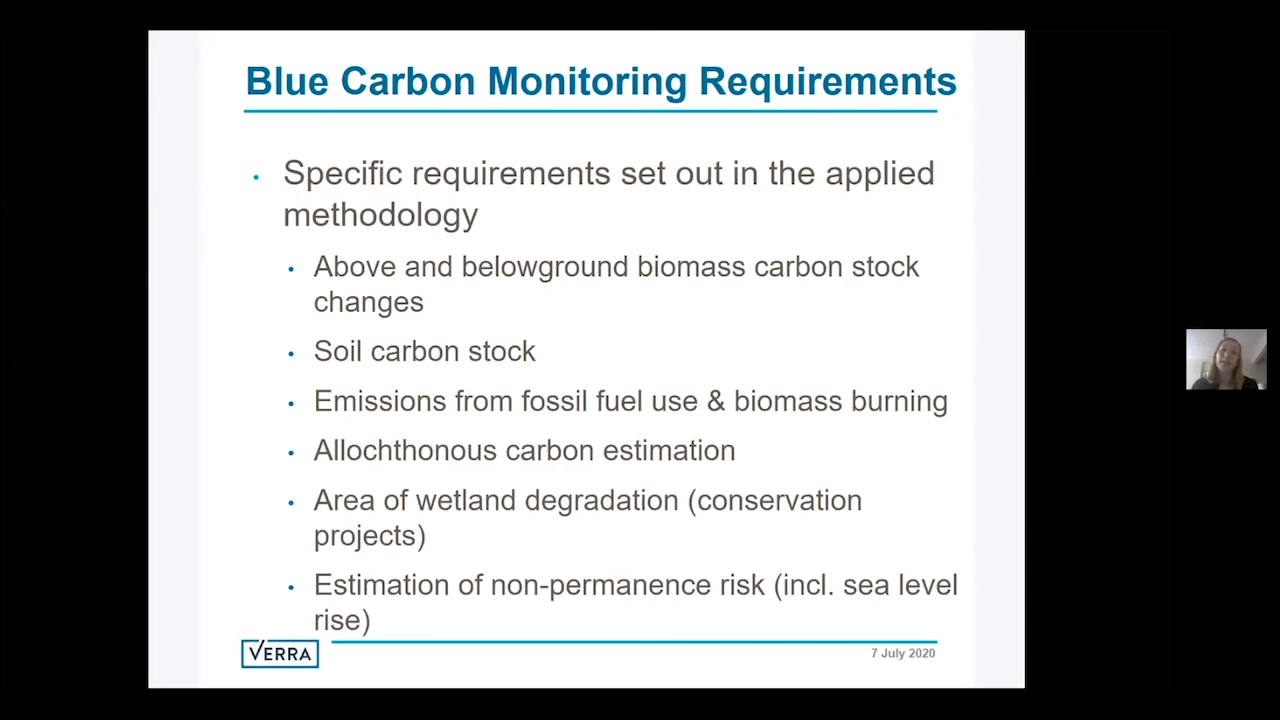 Blue Carbon Monitoring Requirements
• Specific requirements set out in the applied
methodology
• Above and belowground biomass carbon stock
changes
• Soil carbon stock
• Emissions from fossil fuel use & biomass burning
• Allochthonous carbon estimation
• Area of wetland degradation (conservation
projects)
• Estimation of non-permanence risk (incl. sea level
rise)
VERRA
7 July 2020